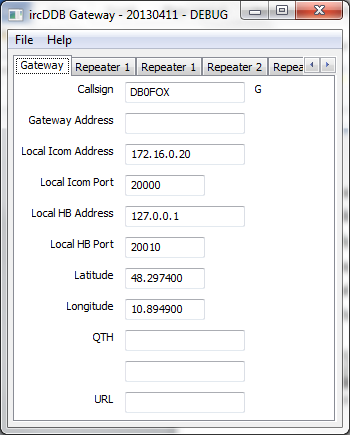 ircDDB Gateway - 20130411 - DEBUG
File Help
Gateway Repeater 1 Repeater 1 Repeater 2 Repea
Callsign DB0FOX G
Gateway Address
Local Icom Address 172.16.0.20
Local Icom Port 20000
Local HB Address 127.0.0.1
Local HB Port 20010
Latitude 48.297400
Longitude 10.894900
QTH
URL